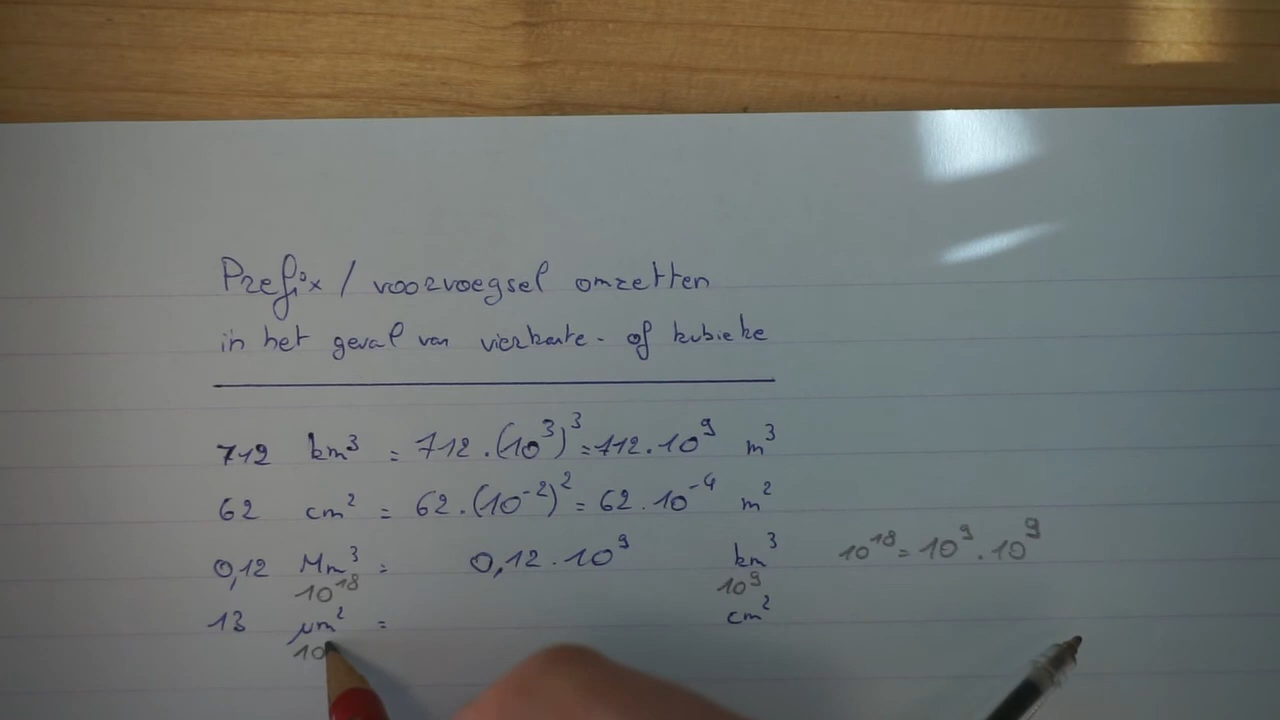 Prefix / voorvoegsel omzetten
in het geval van vierkante- of kubieke
712 km³ = 712 . (10³)³ = 712 . 10⁹ m³
62 cm² = 62 . (10⁻²)² = 62 . 10⁻⁴ m²
0,12 Mm³ = 0,12 . 10⁹ km³ 10¹⁸ = 10⁹ . 10⁹
10¹⁸ 10⁹
13 μm² = cm²
10